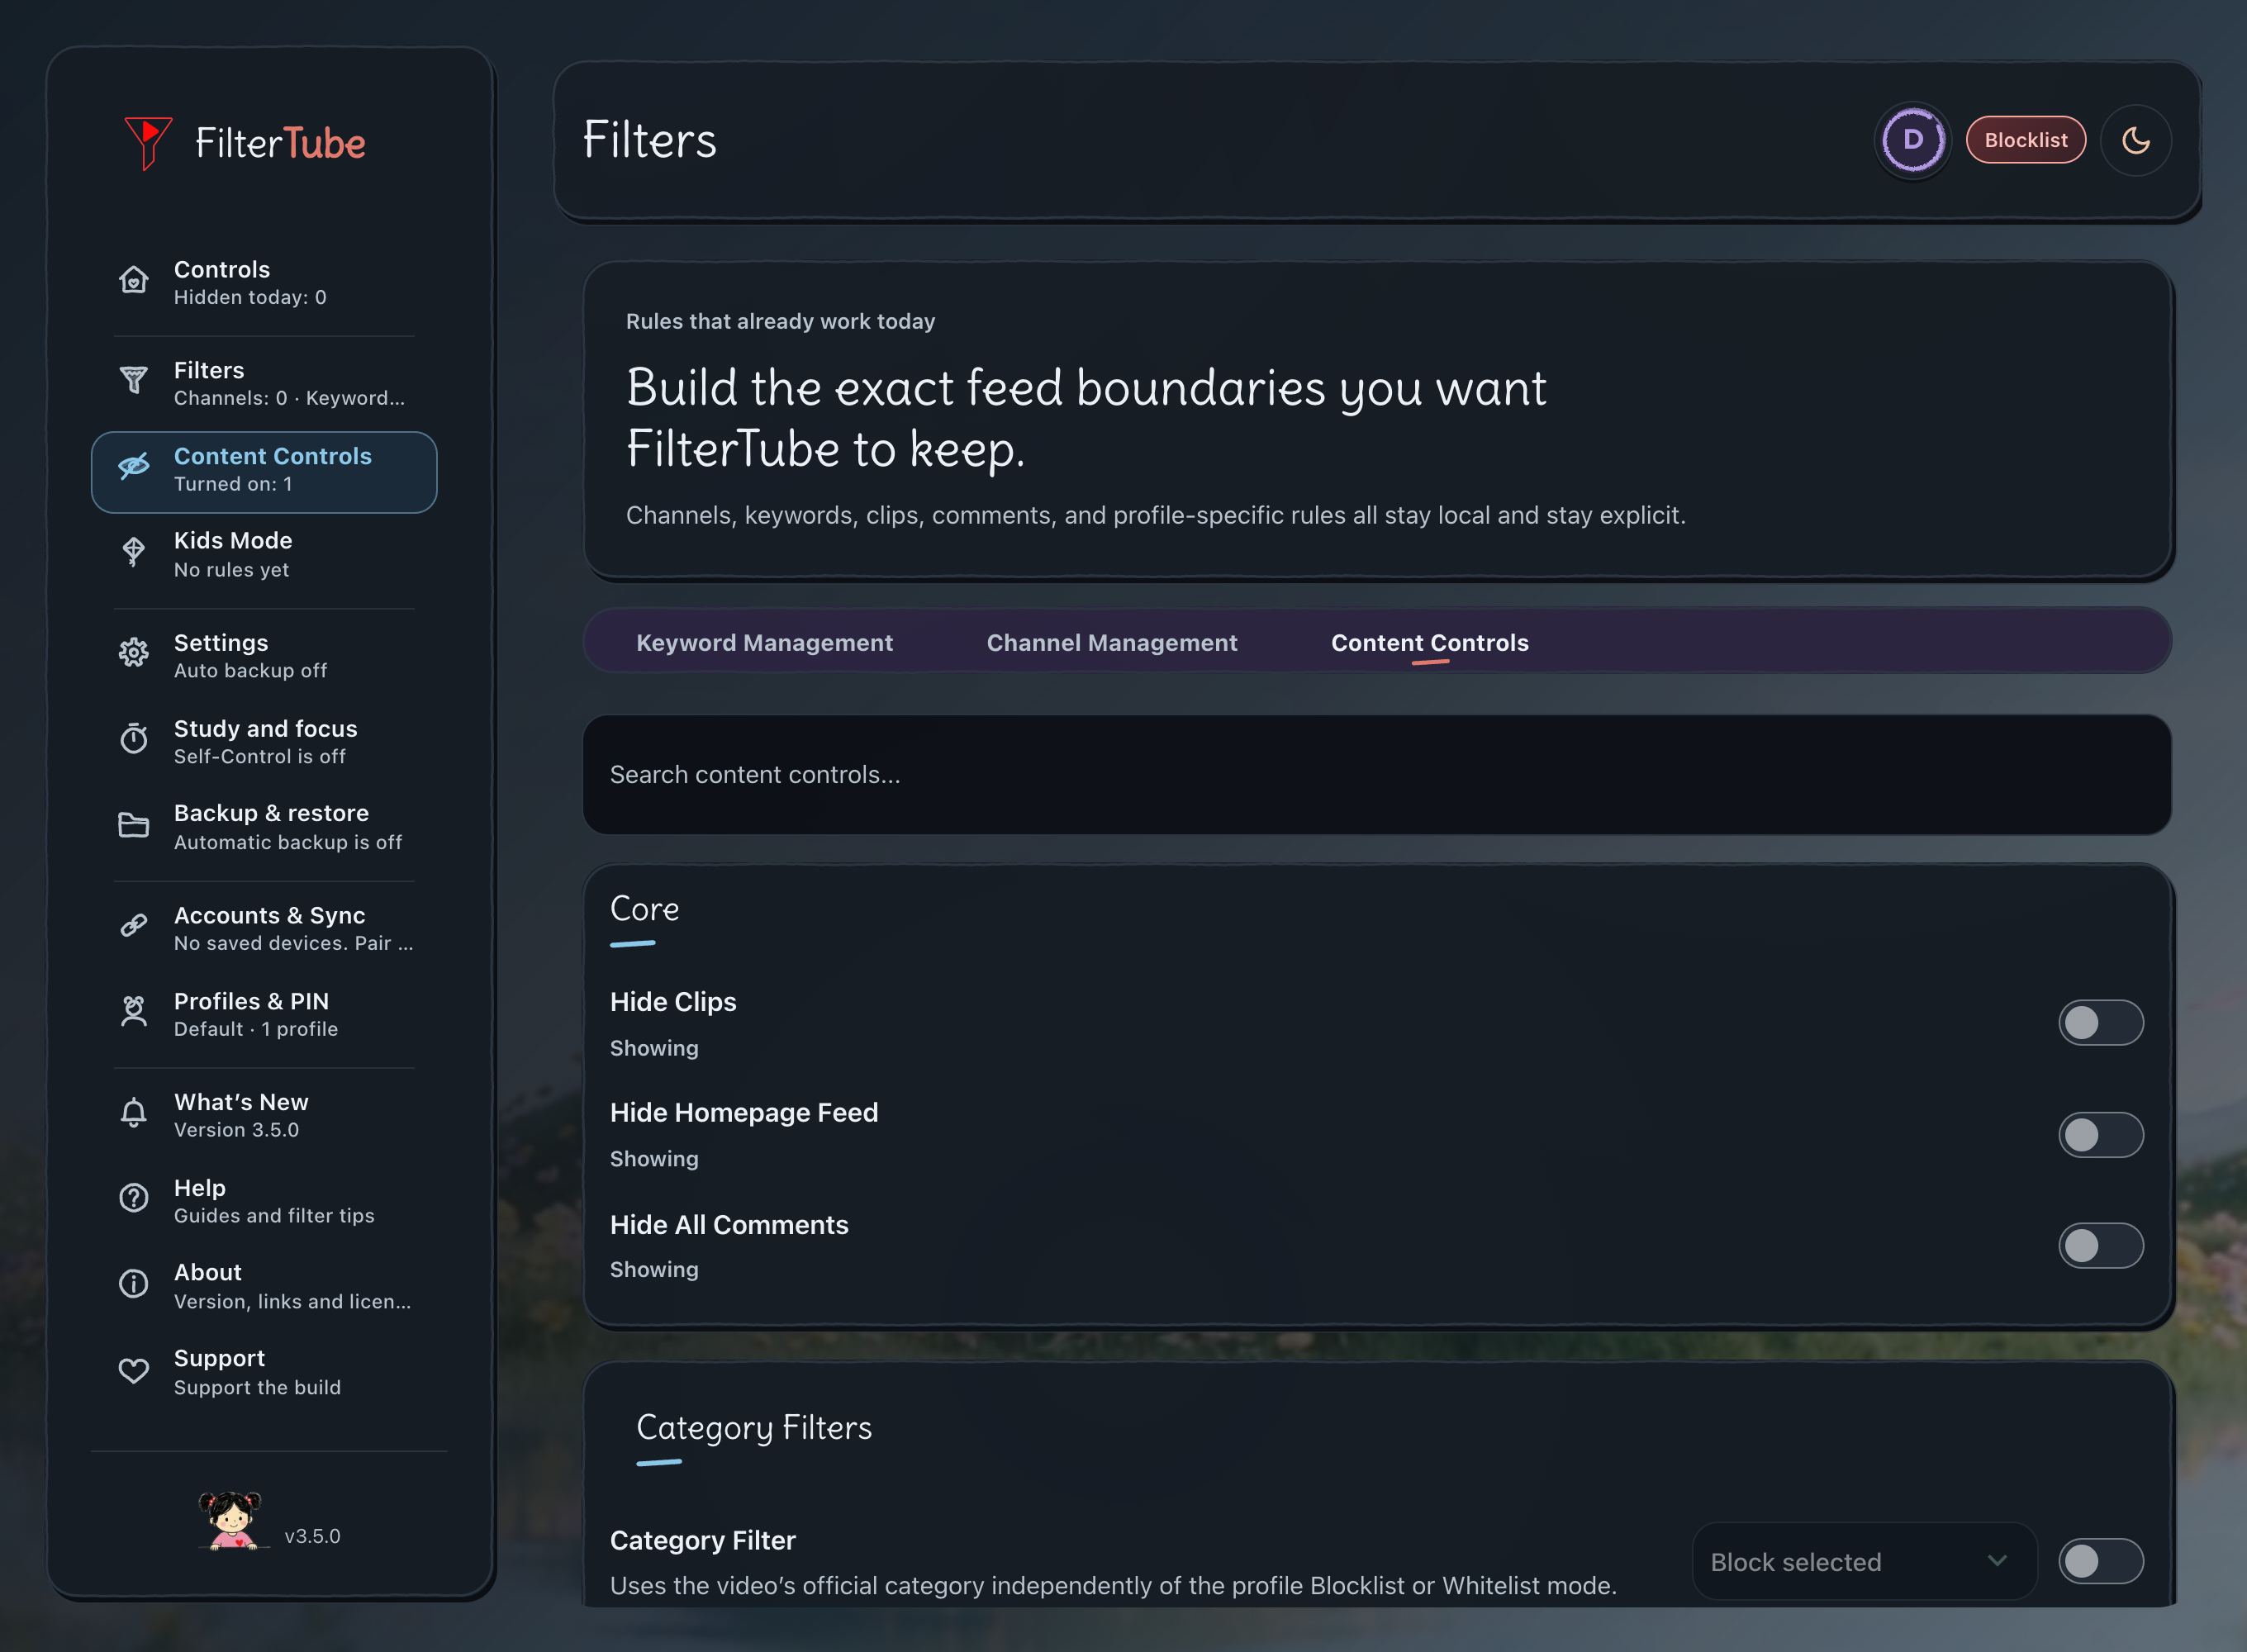 FilterTube
Controls
Hidden today: 0
Filters
Channels: 0 · Keyword...
Content Controls
Turned on: 1
Kids Mode
No rules yet
Settings
Auto backup off
Study and focus
Self-Control is off
Backup & restore
Automatic backup is off
Accounts & Sync
No saved devices. Pair ...
Profiles & PIN
Default · 1 profile
What’s New
Version 3.5.0
Help
Guides and filter tips
About
Version, links and licen...
Support
Support the build
v3.5.0
Filters
D
Blocklist
Rules that already work today
Build the exact feed boundaries you want
FilterTube to keep.
Channels, keywords, clips, comments, and profile-specific rules all stay local and stay explicit.
Keyword Management Channel Management Content Controls
Search content controls...
Core
Hide Clips
Showing
Hide Homepage Feed
Showing
Hide All Comments
Showing
Category Filters
Category Filter
Block selected
Uses the video’s official category independently of the profile Blocklist or Whitelist mode.